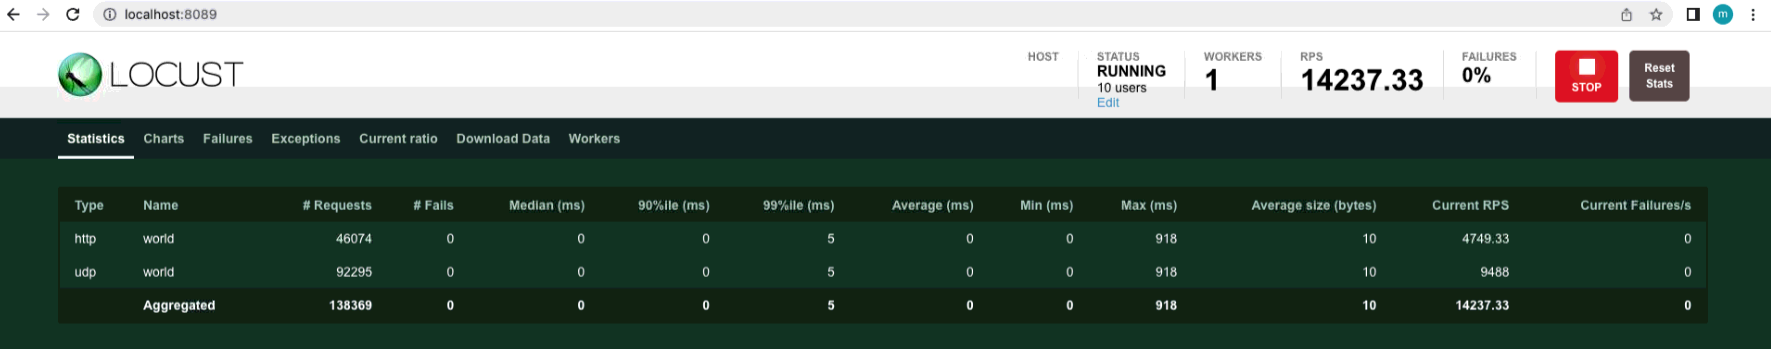 localhost:8089
m
LOCUST
HOST
STATUS
RUNNING
10 users
Edit
WORKERS
1
RPS
14237.33
FAILURES
0%
STOP
Reset
Stats
Statistics Charts Failures Exceptions Current ratio Download Data Workers
Type Name # Requests # Fails Median (ms) 90%ile (ms) 99%ile (ms) Average (ms) Min (ms) Max (ms) Average size (bytes) Current RPS Current Failures/s
http world 46074 0 0 0 5 0 0 918 10 4749.33 0
udp world 92295 0 0 0 5 0 0 918 10 9488 0
Aggregated 138369 0 0 0 5 0 0 918 10 14237.33 0